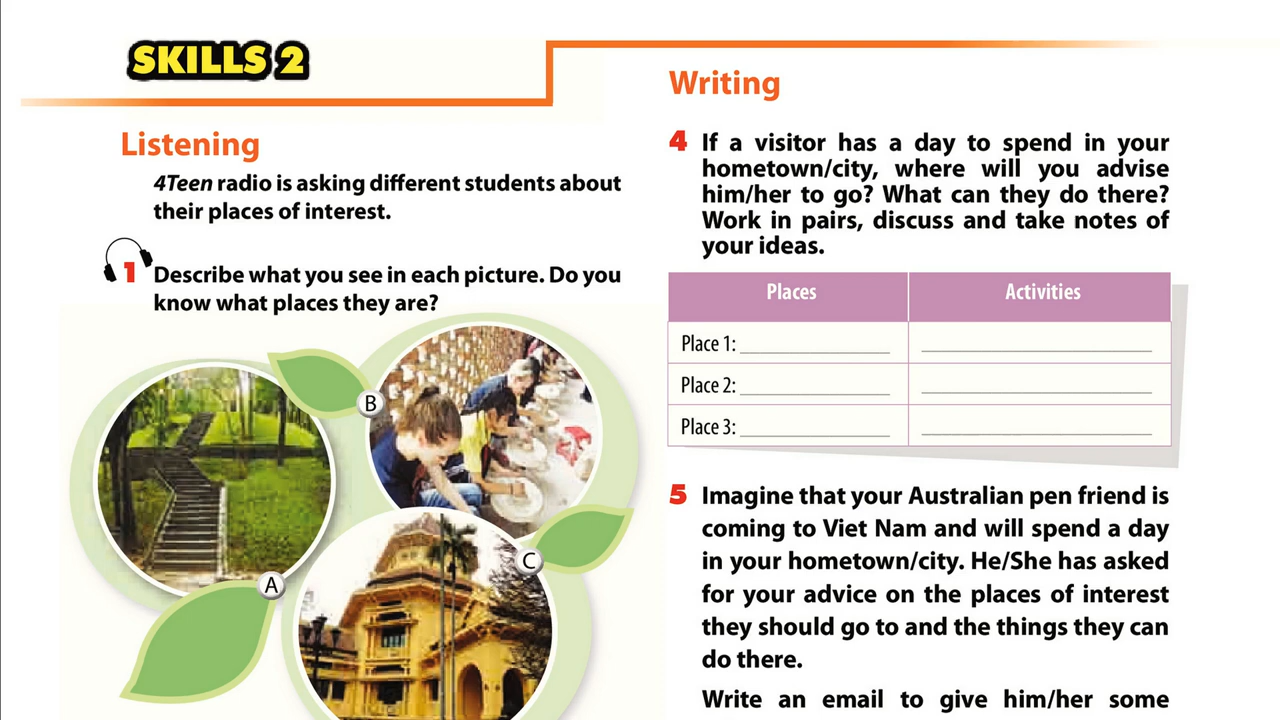 SKILLS 2
Listening
4Teen radio is asking different students about
their places of interest.
1 Describe what you see in each picture. Do you
know what places they are?
A
B
C
Writing
4 If a visitor has a day to spend in your
hometown/city, where will you advise
him/her to go? What can they do there?
Work in pairs, discuss and take notes of
your ideas.
Places Activities
Place 1:
Place 2:
Place 3:
5 Imagine that your Australian pen friend is
coming to Viet Nam and will spend a day
in your hometown/city. He/She has asked
for your advice on the places of interest
they should go to and the things they can
do there.
Write an email to give him/her some